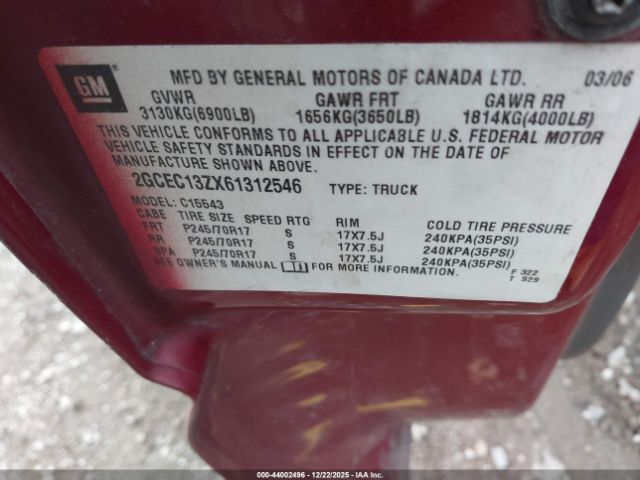 GM MFD BY GENERAL MOTORS OF CANADA LTD. 03/06
GVWR GAWR FRT GAWR RR
3130KG(6900LB) 1656KG(3650LB) 1814KG(4000LB)
THIS VEHICLE CONFORMS TO ALL APPLICABLE U.S. FEDERAL MOTOR
VEHICLE SAFETY STANDARDS IN EFFECT ON THE DATE OF
MANUFACTURE SHOWN ABOVE.
2GCEC13ZX61312546 TYPE: TRUCK
MODEL: C15543
CABE TIRE SIZE SPEED RTG RIM COLD TIRE PRESSURE
FRT P245/70R17 S 17X7.5J 240KPA(35PSI)
RR P245/70R17 S 17X7.5J 240KPA(35PSI)
SPA P245/70R17 S 17X7.5J 240KPA(35PSI)
SEE OWNER'S MANUAL FOR MORE INFORMATION.
F 322
T 929
000-44002496 - 12/22/2025 - IAA Inc.